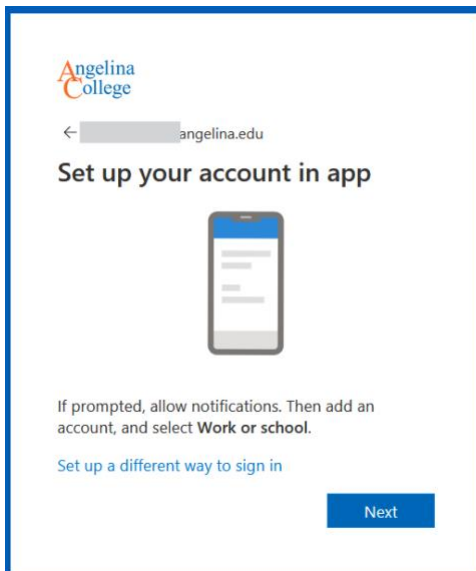 Angelina
College
angelina.edu
Set up your account in app
If prompted, allow notifications. Then add an
account, and select Work or school.
Set up a different way to sign in
Next